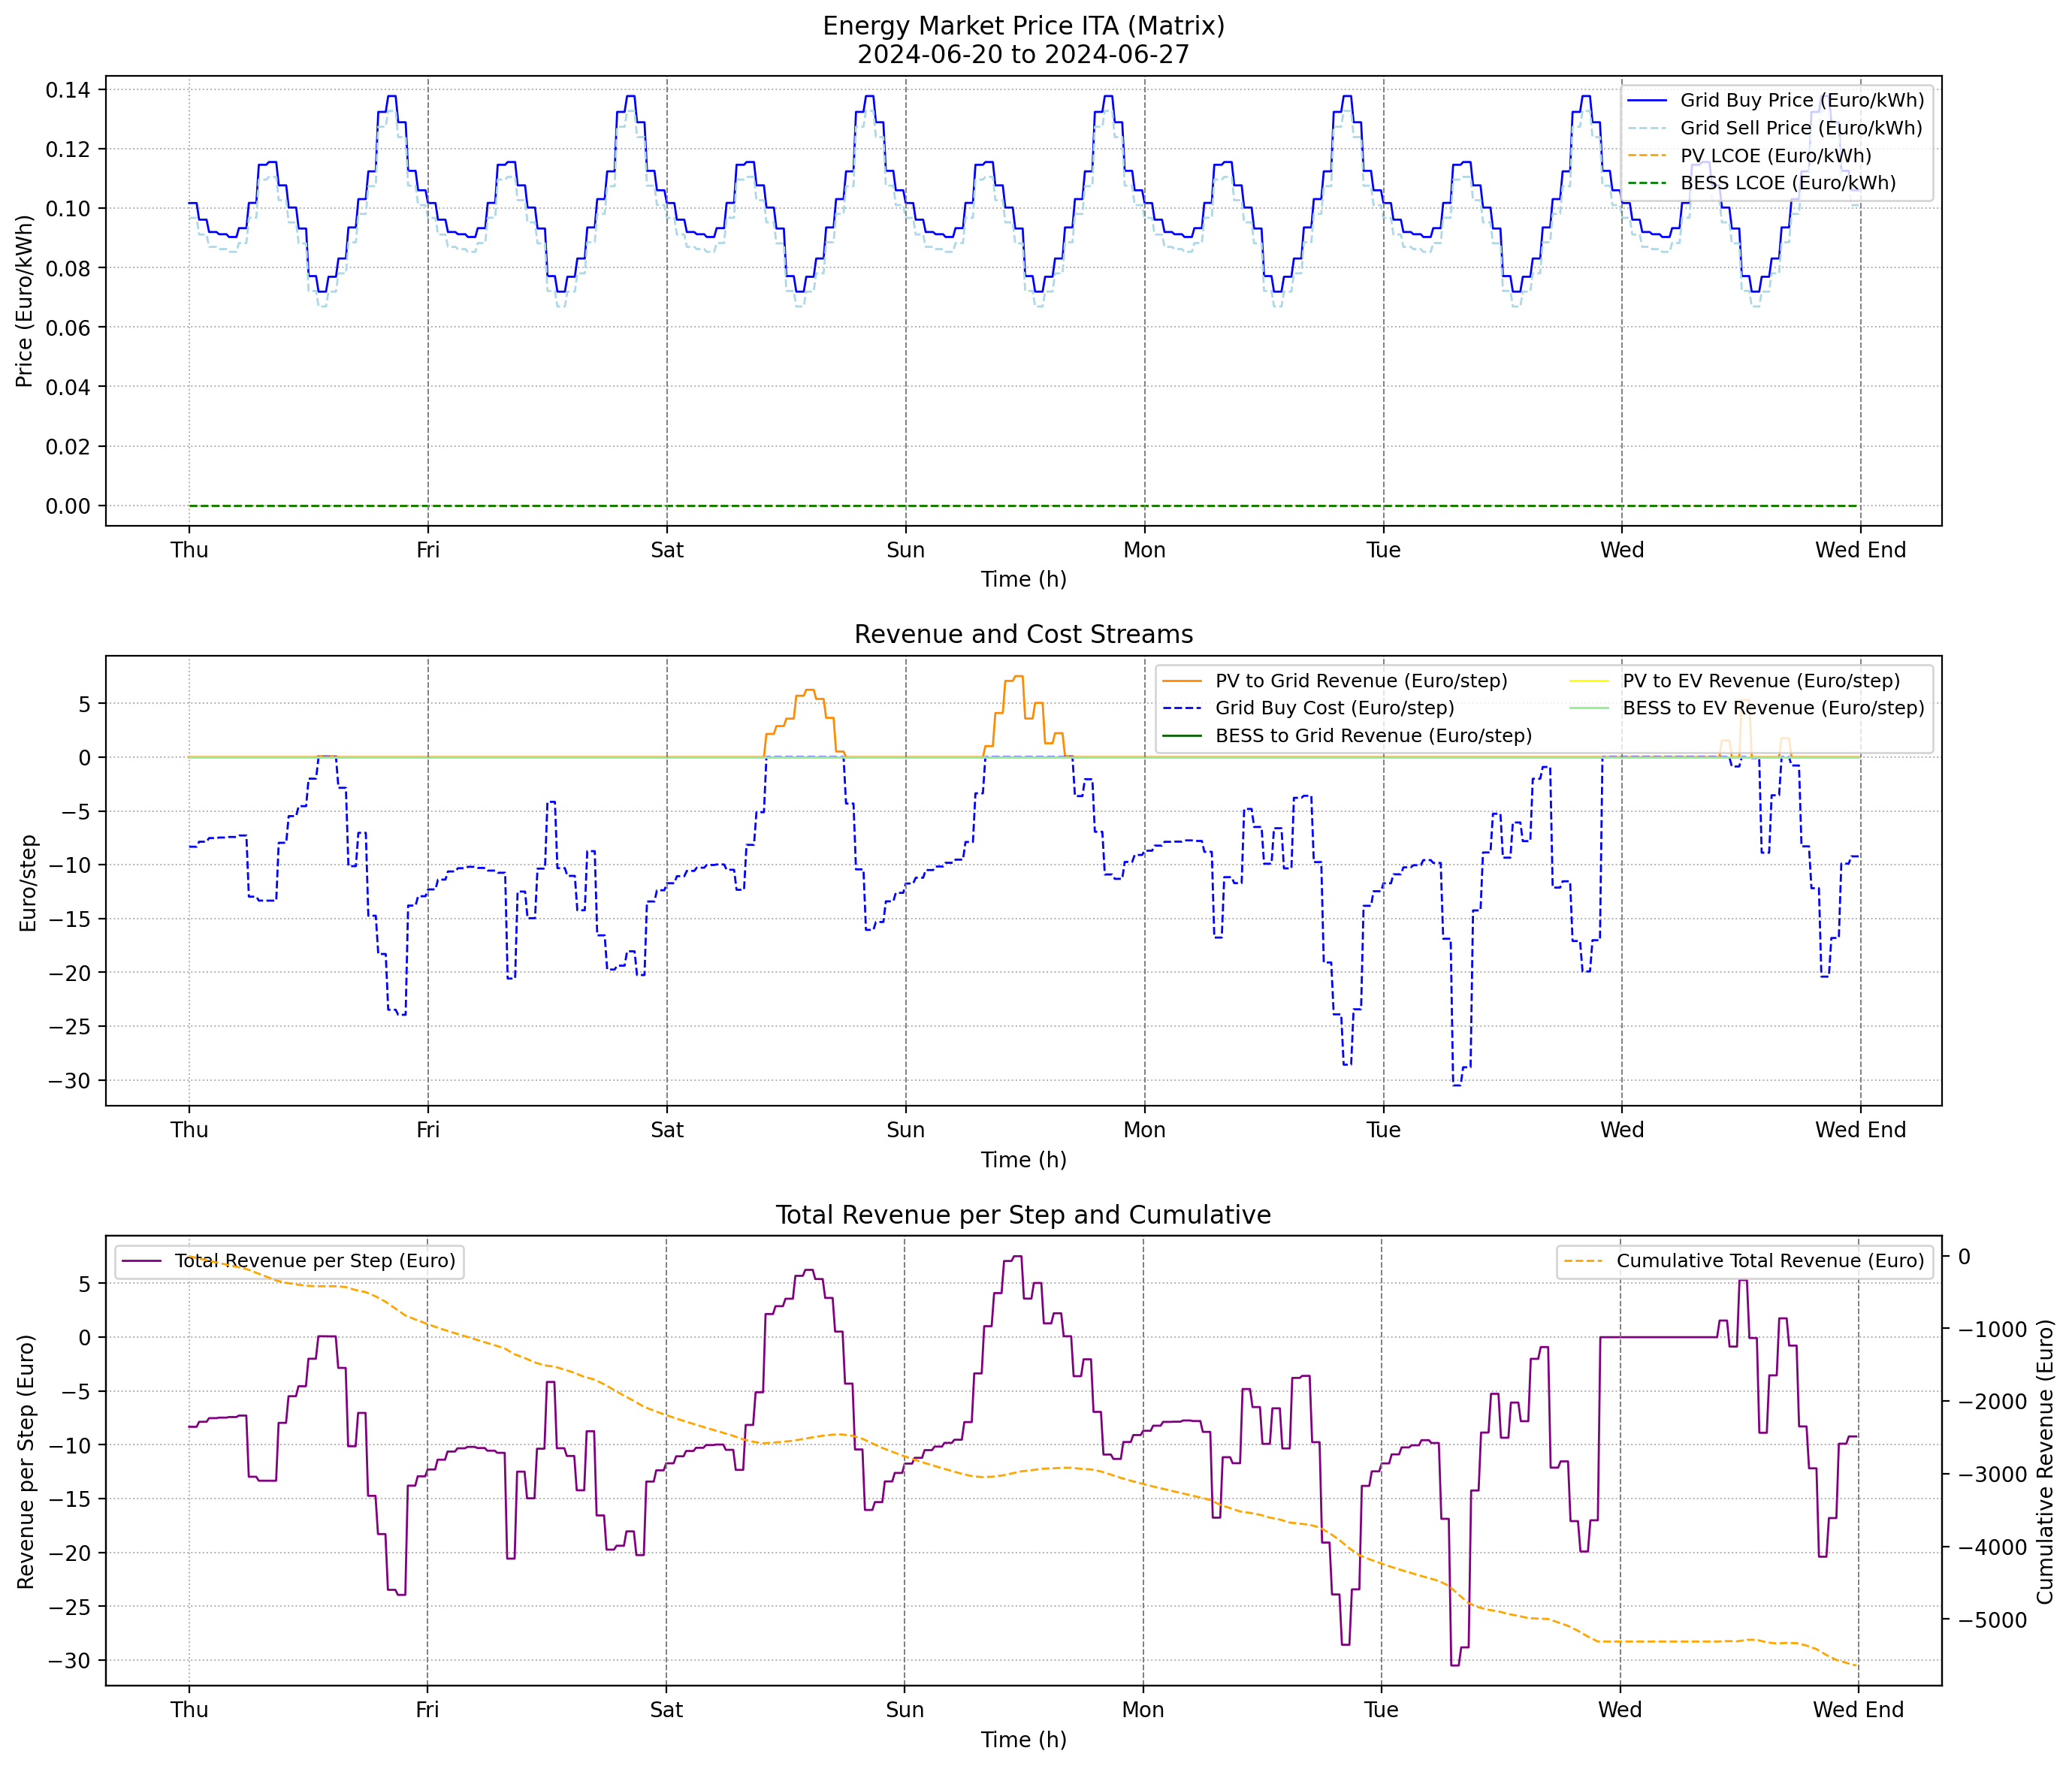 Energy Market Price ITA (Matrix)
2024-06-20 to 2024-06-27
Price (Euro/kWh)
0.14
0.12
0.10
0.08
0.06
0.04
0.02
0.00
Grid Buy Price (Euro/kWh)
Grid Sell Price (Euro/kWh)
PV LCOE (Euro/kWh)
BESS LCOE (Euro/kWh)
Thu Fri Sat Sun Mon Tue Wed Wed End
Time (h)
Revenue and Cost Streams
Euro/step
5
0
−5
−10
−15
−20
−25
−30
PV to Grid Revenue (Euro/step)
Grid Buy Cost (Euro/step)
BESS to Grid Revenue (Euro/step)
PV to EV Revenue (Euro/step)
BESS to EV Revenue (Euro/step)
Thu Fri Sat Sun Mon Tue Wed Wed End
Time (h)
Total Revenue per Step and Cumulative
Revenue per Step (Euro)
5
0
−5
−10
−15
−20
−25
−30
Total Revenue per Step (Euro)
Cumulative Total Revenue (Euro)
0
−1000
−2000
−3000
−4000
−5000
Cumulative Revenue (Euro)
Thu Fri Sat Sun Mon Tue Wed Wed End
Time (h)